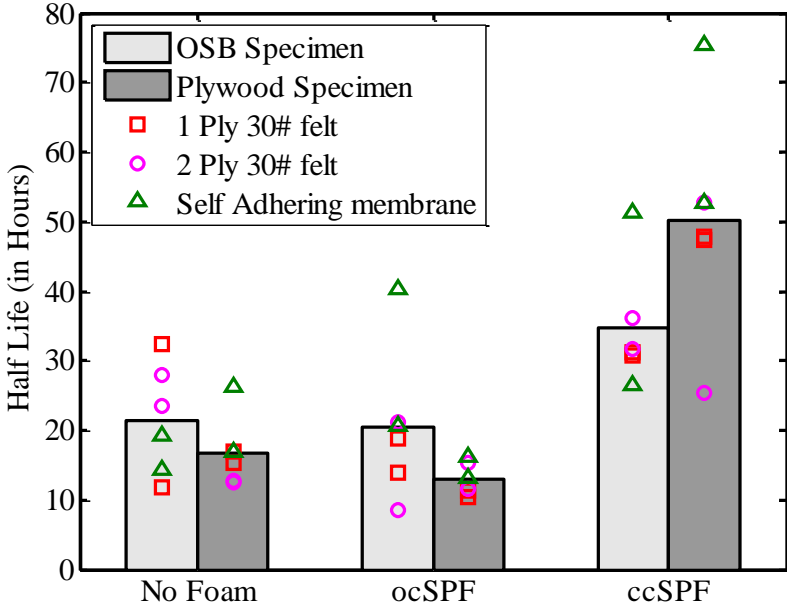 80
70
60
50
40
30
20
10
0
Half Life (in Hours)
OSB Specimen
Plywood Specimen
1 Ply 30# felt
2 Ply 30# felt
Self Adhering membrane
No Foam
ocSPF
ccSPF